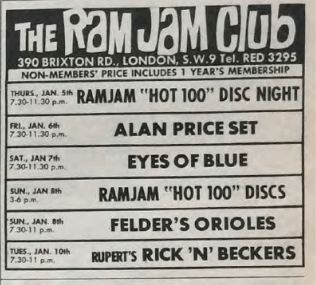 THE RAM JAM CLUB
390 BRIXTON RD., LONDON, S.W.9 Tel. RED 3295
NON-MEMBERS' PRICE INCLUDES 1 YEAR'S MEMBERSHIP
THURS., JAN. 5th
7.30-11.30 p.m.
RAMJAM "HOT 100" DISC NIGHT
FRI., JAN. 6th
7.30-11.30 p.m.
ALAN PRICE SET
SAT., JAN 7th
7.30-11.30 p.m.
EYES OF BLUE
SUN., JAN 8th
3-6 p.m.
RAMJAM "HOT 100" DISCS
SUN., JAN. 8th
7.30-11 p.m.
FELDER'S ORIOLES
TUES., JAN. 10th
7.30-11 p.m.
RUPERT'S RICK 'N' BECKERS